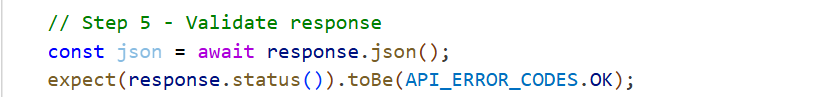 // Step 5 - Validate response
const json = await response.json();
expect(response.status()).toBe(API_ERROR_CODES.OK);